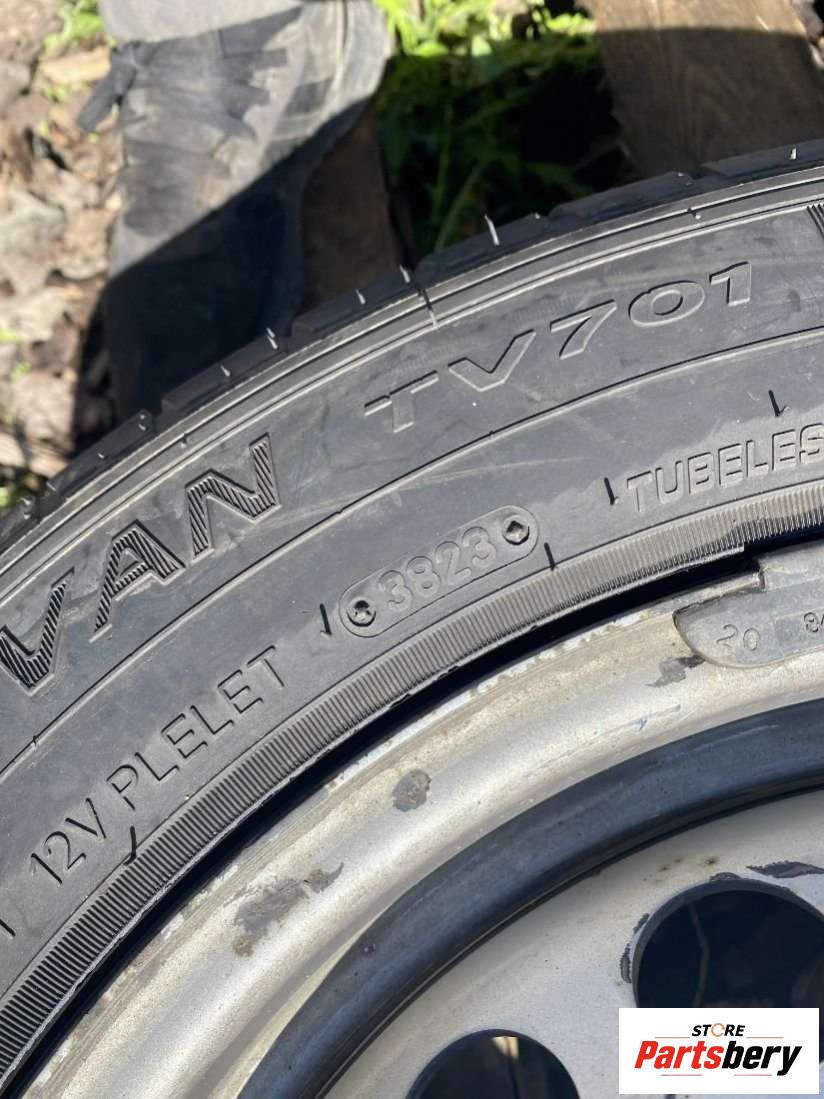 VAN TV701
3823
TUBELES
12V PLELET
STORE
Partsbery